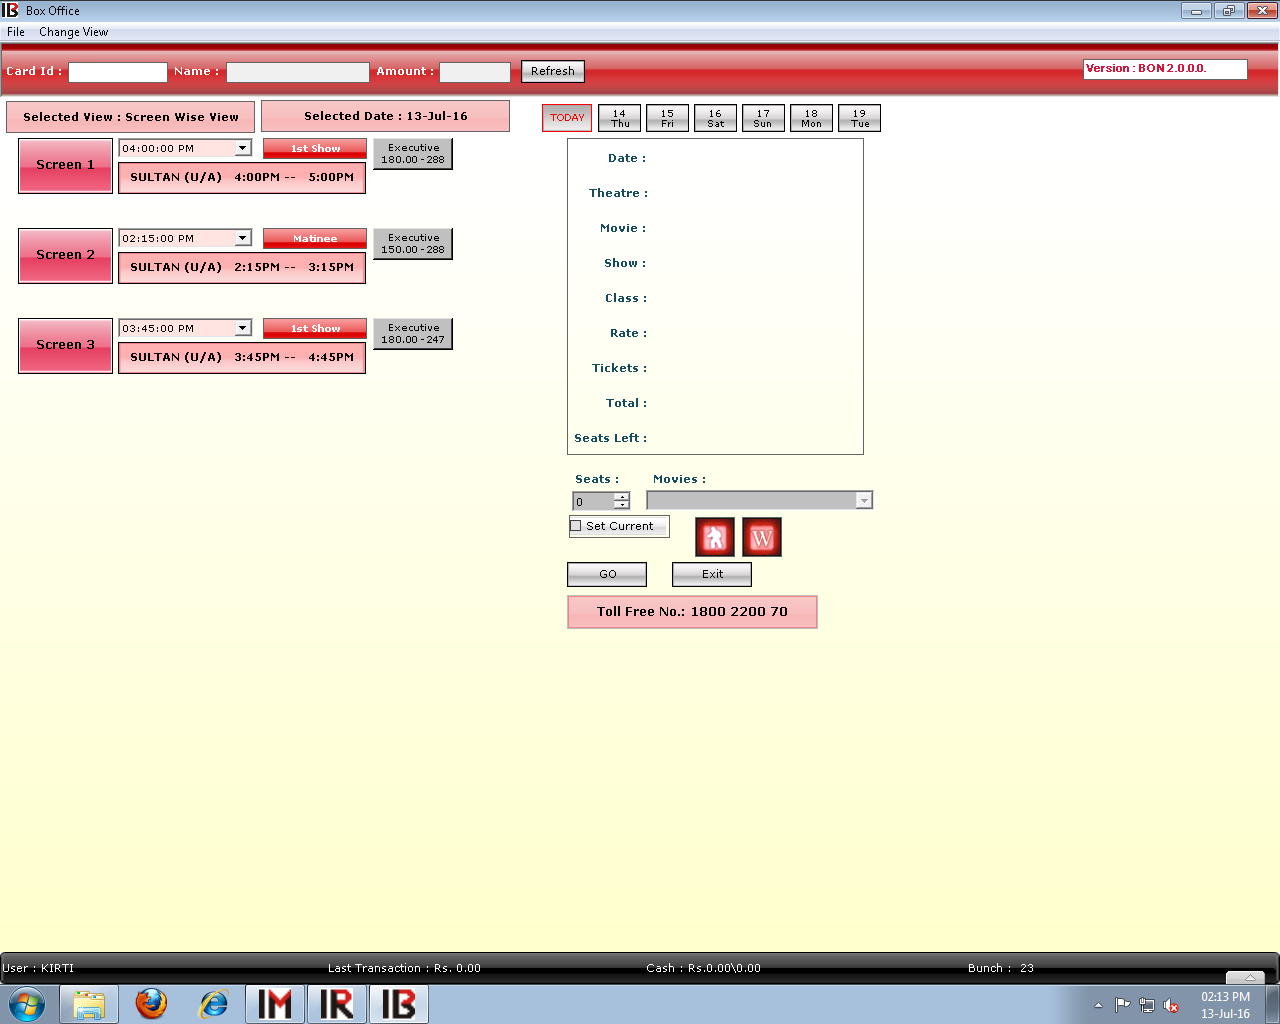 IB Box Office
File Change View
Card Id : Name : Amount : Refresh Version : BON 2.0.0.0.
Selected View : Screen Wise View Selected Date : 13-Jul-16 TODAY 14 Thu 15 Fri 16 Sat 17 Sun 18 Mon 19 Tue
Screen 1 04:00:00 PM 1st Show Executive 180.00 -288
SULTAN (U/A) 4:00PM -- 5:00PM
Screen 2 02:15:00 PM Matinee Executive 150.00 -288
SULTAN (U/A) 2:15PM -- 3:15PM
Screen 3 03:45:00 PM 1st Show Executive 180.00 -247
SULTAN (U/A) 3:45PM -- 4:45PM
Date :
Theatre :
Movie :
Show :
Class :
Rate :
Tickets :
Total :
Seats Left :
Seats : Movies :
0
Set Current W
GO Exit
Toll Free No.: 1800 2200 70
User : KIRTI Last Transaction : Rs. 0.00 Cash : Rs.0.00\0.00 Bunch : 23
IM IR IB 02:13 PM
13-Jul-16